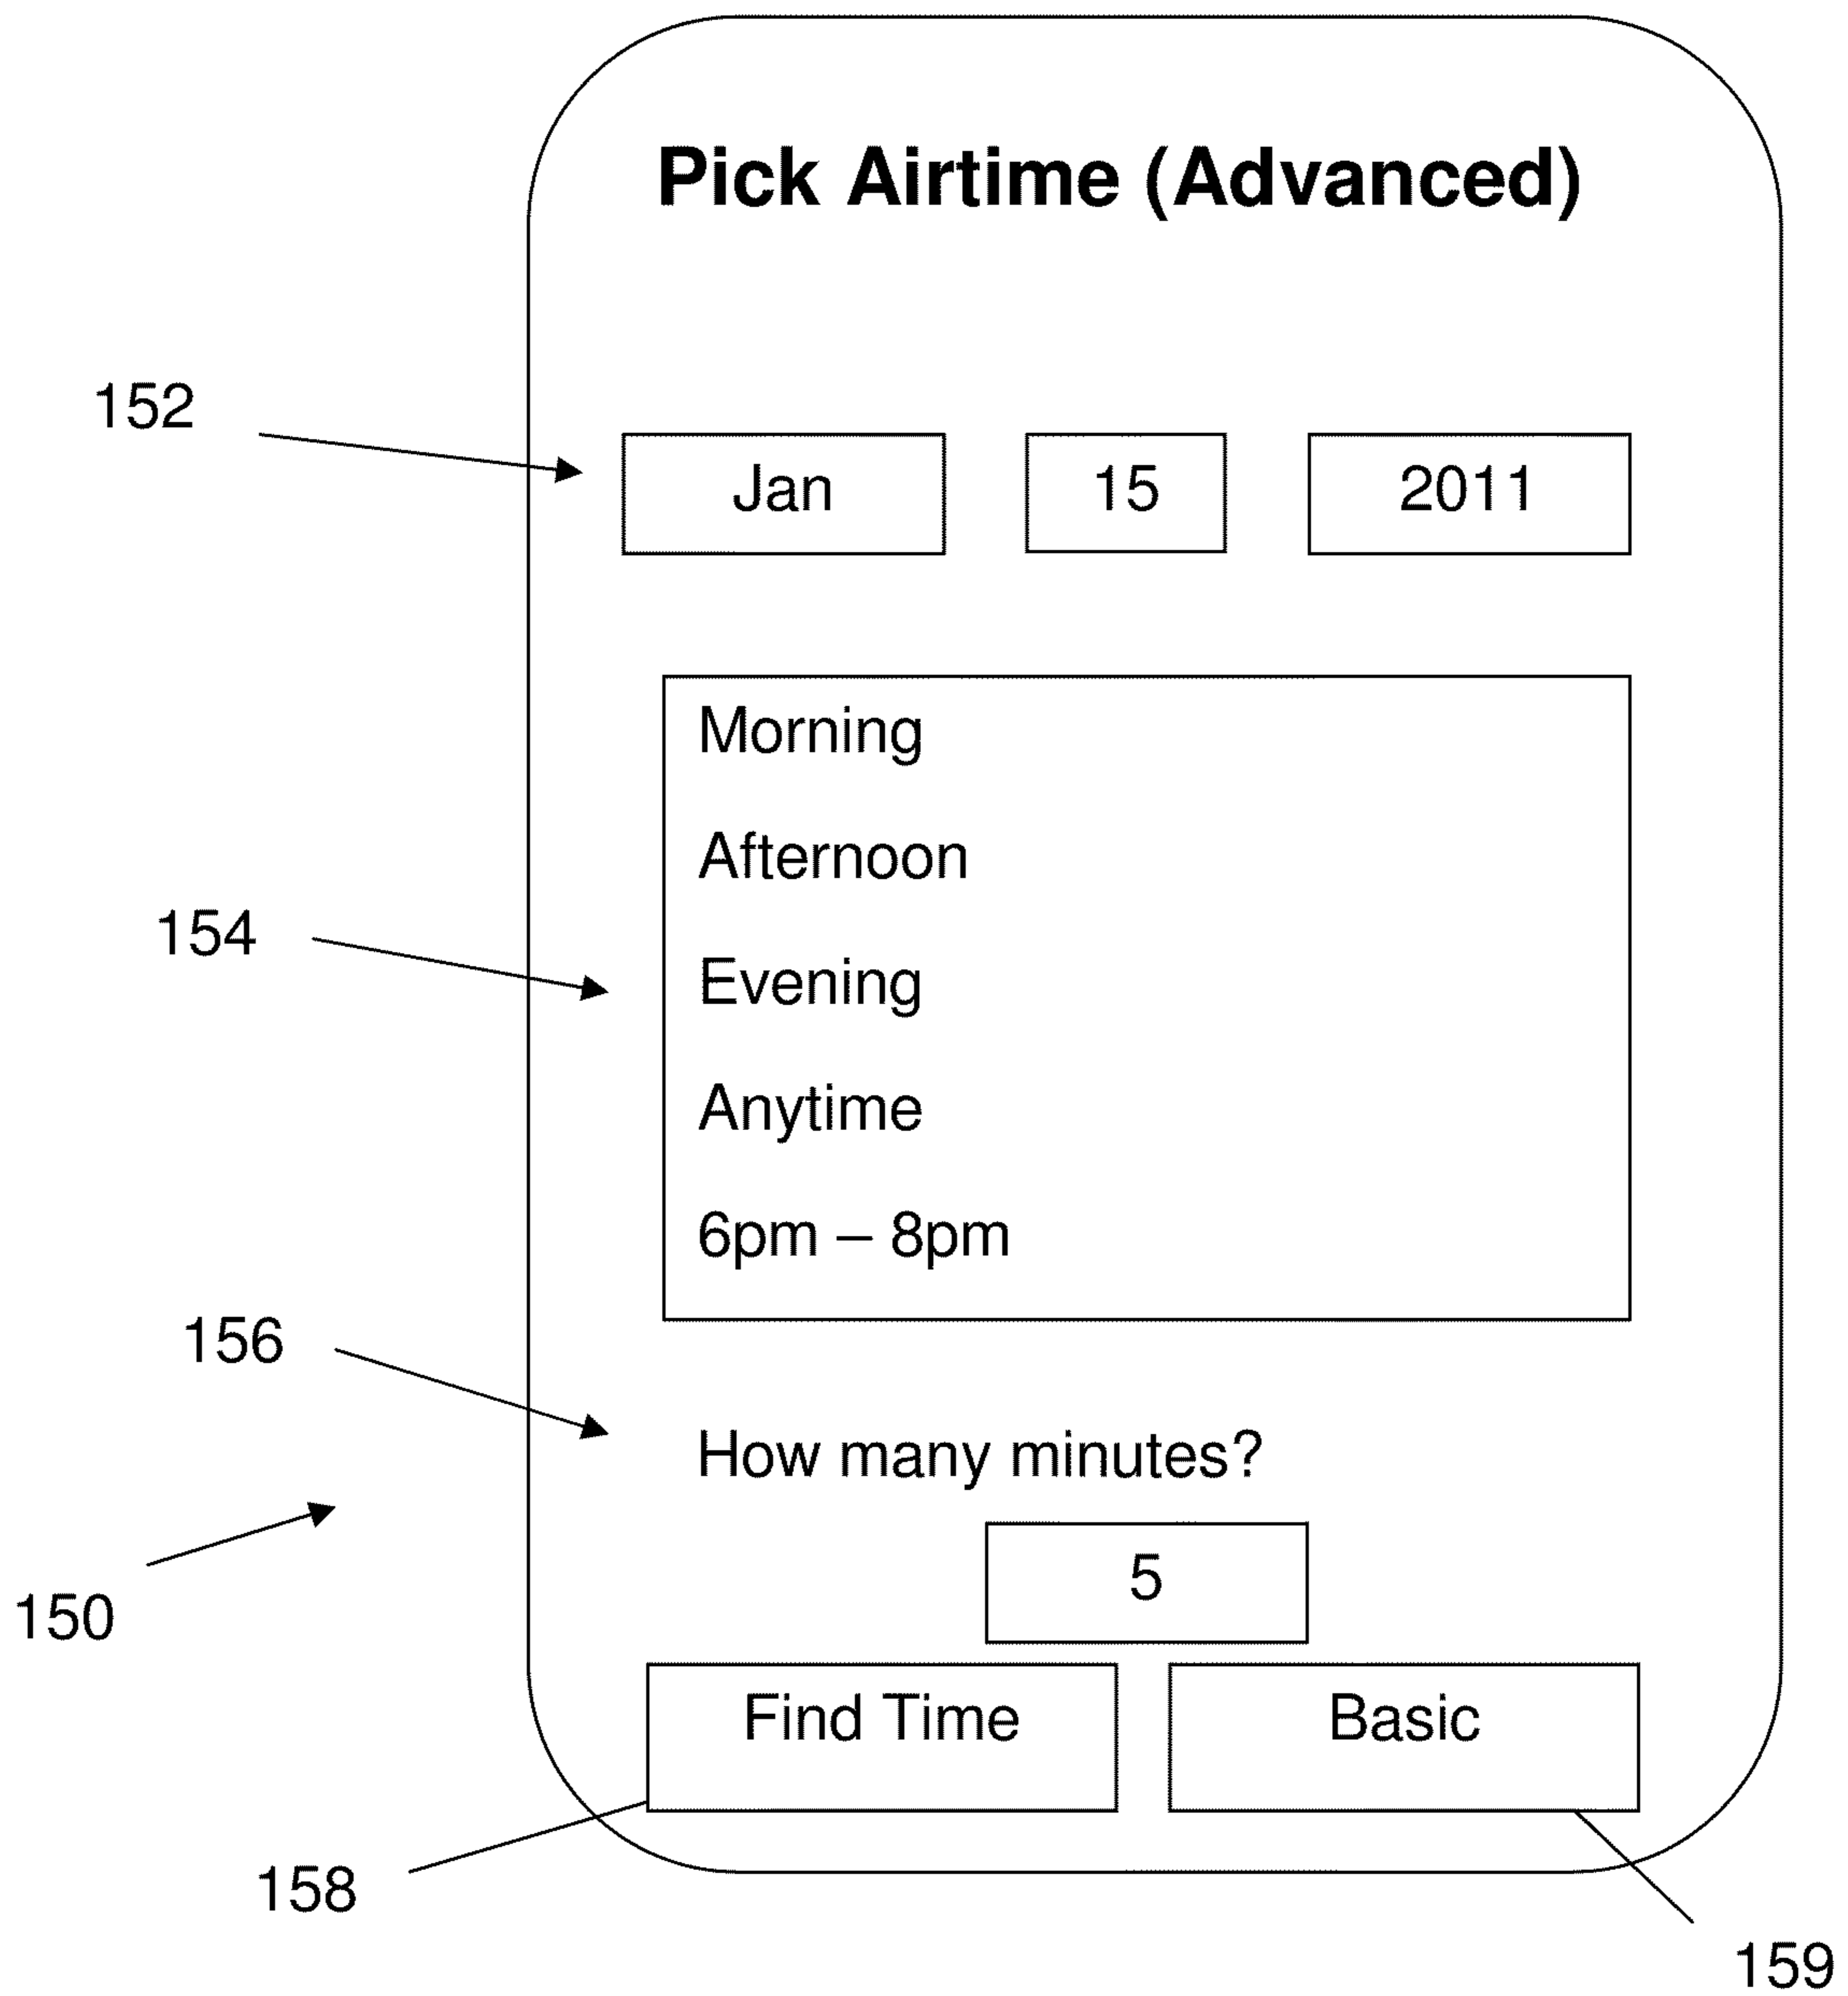 Pick Airtime (Advanced)
152
Jan 15 2011
Morning
Afternoon
154
Evening
Anytime
6pm – 8pm
156
How many minutes?
5
150
Find Time Basic
158
159